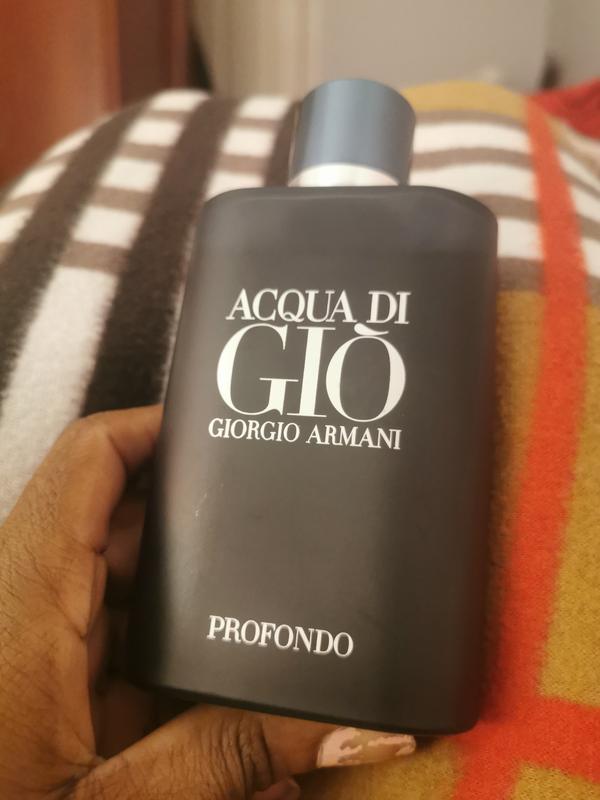 ACQUA DI
GIÒ
GIORGIO ARMANI
PROFONDO